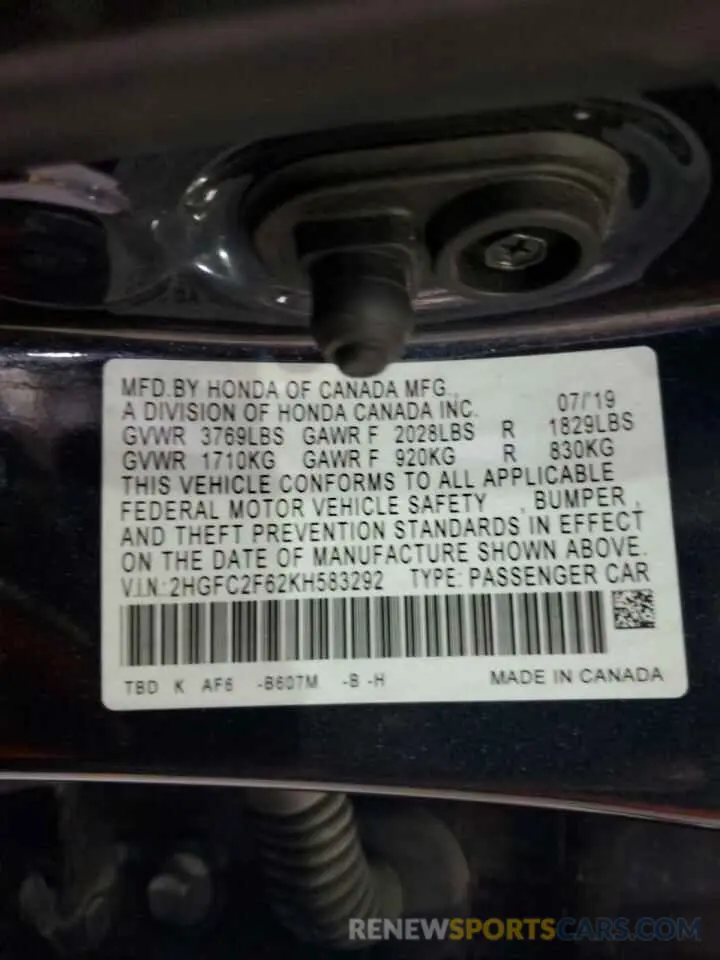 MFD.BY HONDA OF CANADA MFG.,
A DIVISION OF HONDA CANADA INC. 07/'19
GVWR 3769LBS GAWR F 2028LBS R 1829LBS
GVWR 1710KG GAWR F 920KG R 830KG
THIS VEHICLE CONFORMS TO ALL APPLICABLE
FEDERAL MOTOR VEHICLE SAFETY , BUMPER ,
AND THEFT PREVENTION STANDARDS IN EFFECT
ON THE DATE OF MANUFACTURE SHOWN ABOVE.
V.I.N.:2HGFC2F62KH583292 TYPE: PASSENGER CAR
TBD K AF6 -B607M -B -H MADE IN CANADA
RENEWSPORTSCARS.COM